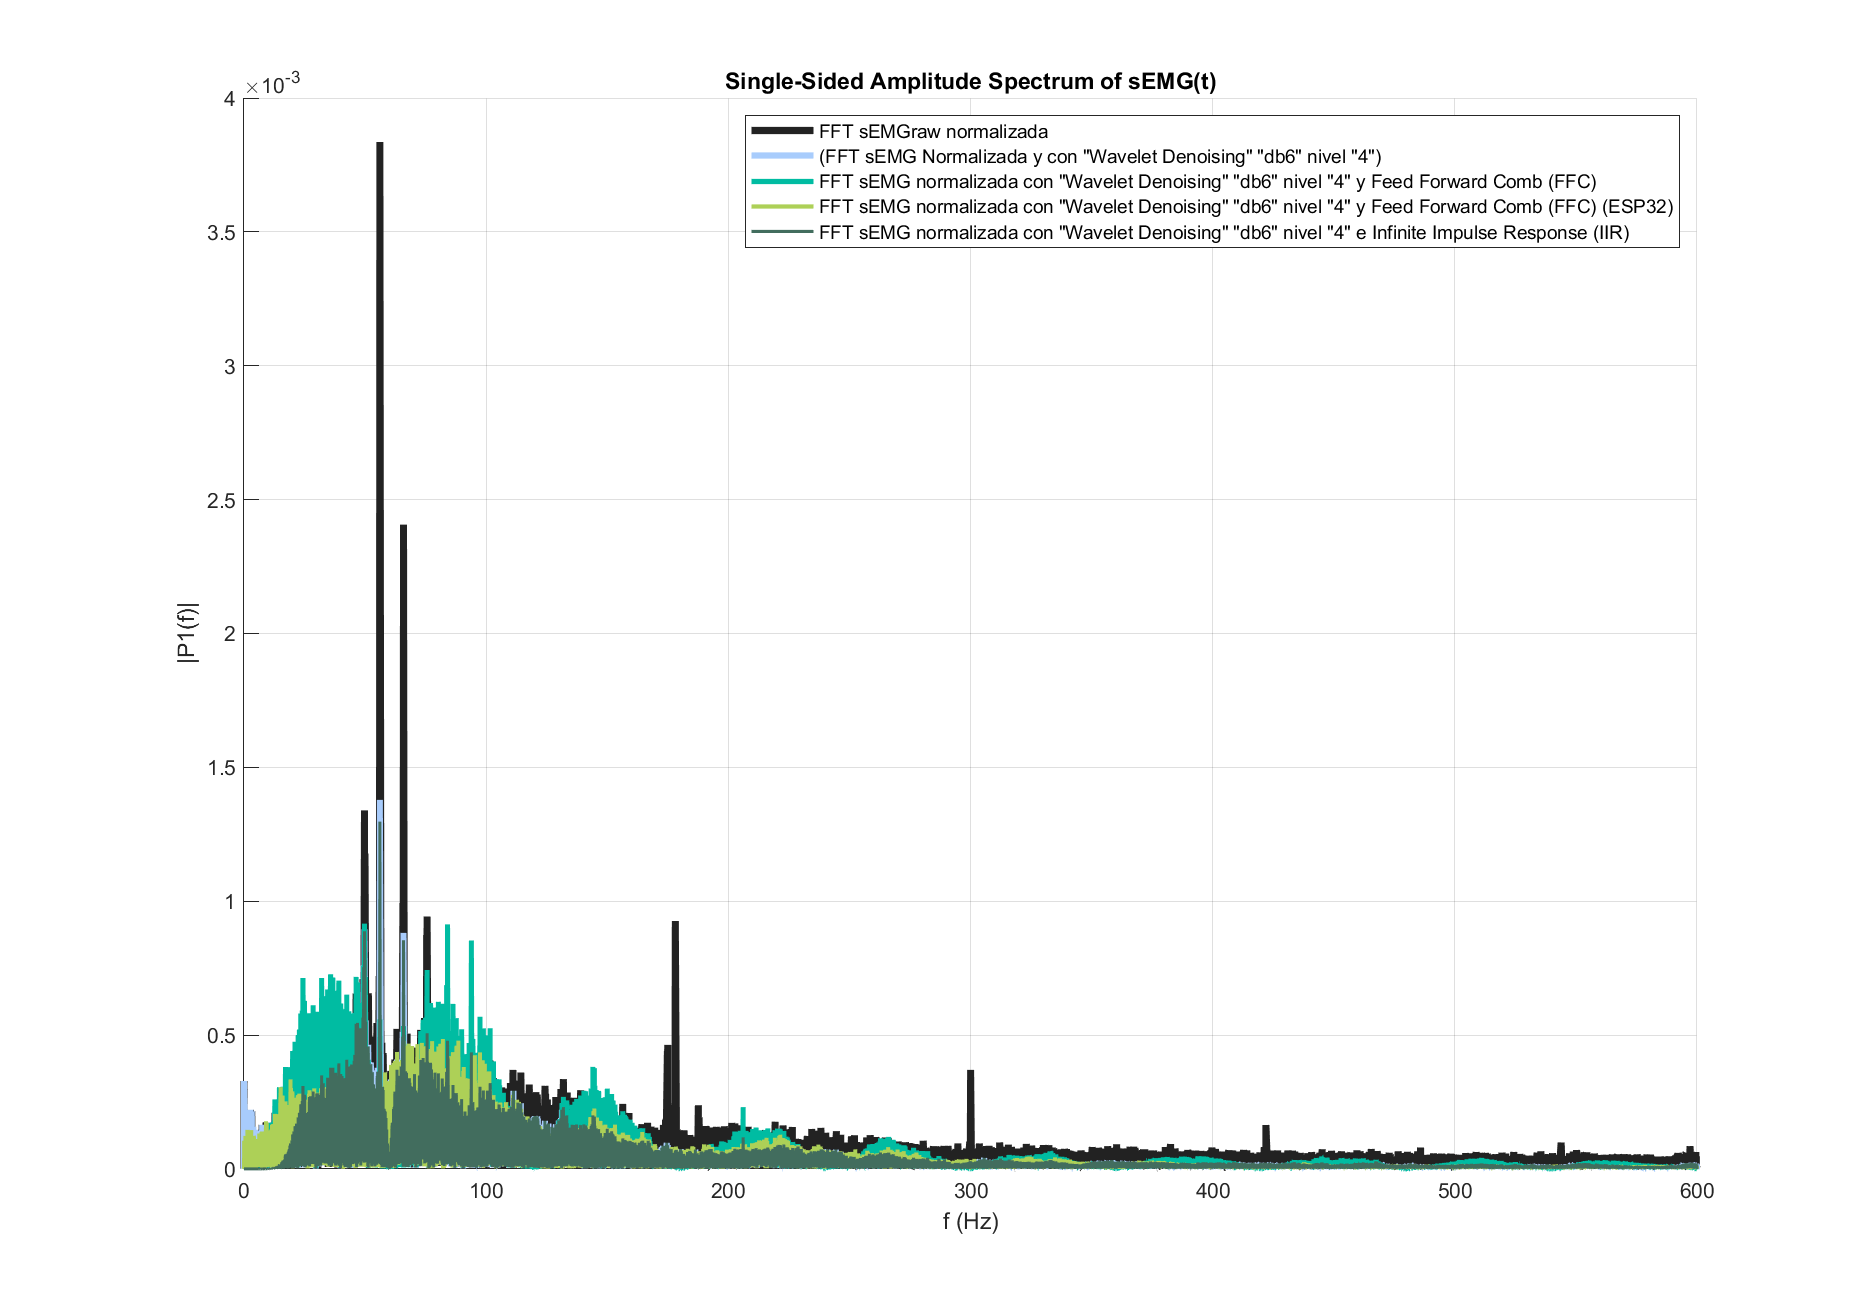 Single-Sided Amplitude Spectrum of sEMG(t)
×10-3
4
3.5
3
2.5
2
1.5
1
0.5
0
|P1(f)|
FFT sEMGraw normalizada
(FFT sEMG Normalizada y con "Wavelet Denoising" "db6" nivel "4")
FFT sEMG normalizada con "Wavelet Denoising" "db6" nivel "4" y Feed Forward Comb (FFC)
FFT sEMG normalizada con "Wavelet Denoising" "db6" nivel "4" y Feed Forward Comb (FFC) (ESP32)
FFT sEMG normalizada con "Wavelet Denoising" "db6" nivel "4" e Infinite Impulse Response (IIR)
0 100 200 300 400 500 600
f (Hz)